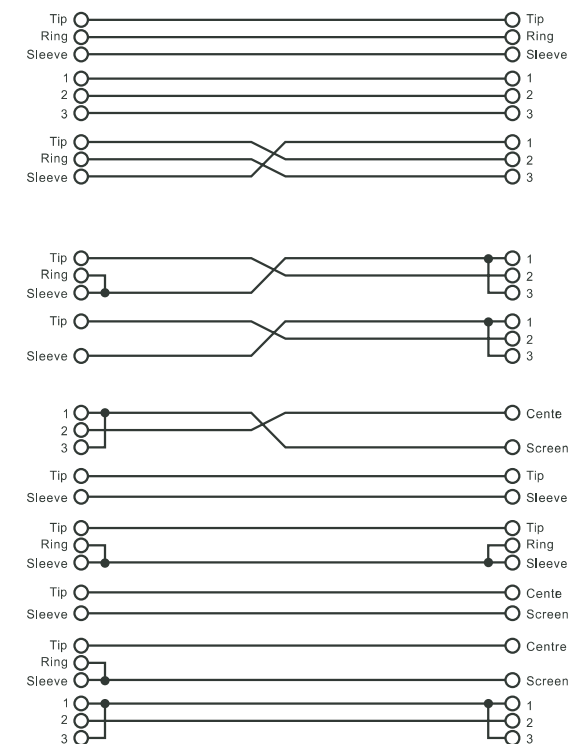 Tip Tip
Ring Ring
Sleeve Sleeve
1 1
2 2
3 3
Tip 1
Ring 2
Sleeve 3
Tip 1
Ring 2
Sleeve 3
Tip 1
2
Sleeve 3
1 Cente
2
3 Screen
Tip Tip
Sleeve Sleeve
Tip Tip
Ring Ring
Sleeve Sleeve
Tip Cente
Sleeve Screen
Tip Centre
Ring
Sleeve Screen
1 1
2 2
3 3